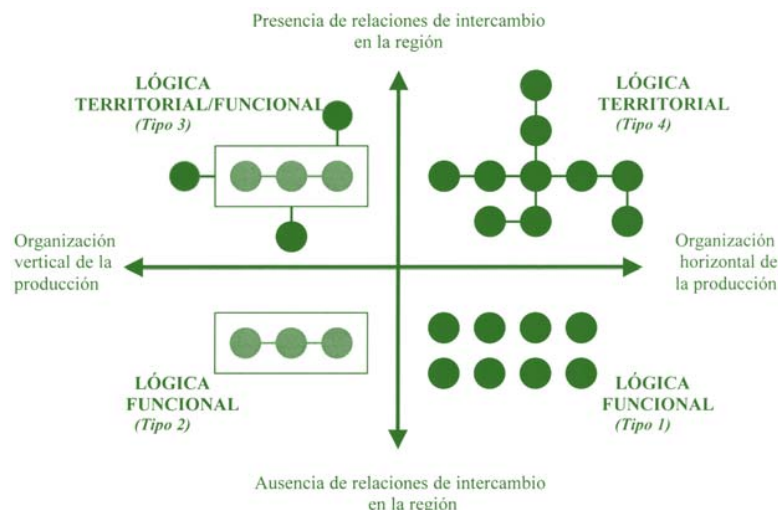 Presencia de relaciones de intercambio
en la región
LÓGICA
TERRITORIAL/FUNCIONAL
(Tipo 3)
LÓGICA
TERRITORIAL
(Tipo 4)
Organización
vertical de la
producción
Organización
horizontal de
la producción
LÓGICA
FUNCIONAL
(Tipo 2)
LÓGICA
FUNCIONAL
(Tipo 1)
Ausencia de relaciones de intercambio
en la región